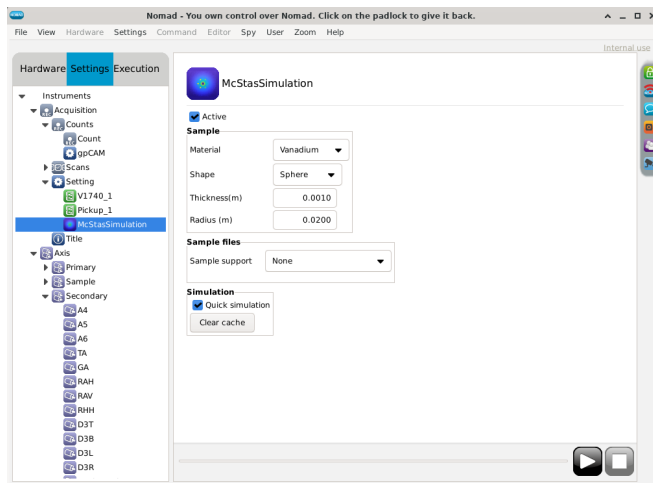 Nomad - You own control over Nomad. Click on the padlock to give it back.
File View Hardware Settings Command Editor Spy User Zoom Help
Internal use
Hardware Settings Execution
Instruments
Acquisition
Counts
Count
gpCAM
Scans
Setting
V1740_1
Pickup_1
McStasSimulation
Title
Axis
Primary
Sample
Secondary
A4
A5
A6
TA
GA
RAH
RAV
RHH
D3T
D3B
D3L
D3R
McStasSimulation
Active
Sample
Material Vanadium
Shape Sphere
Thickness(m) 0.0010
Radius (m) 0.0200
Sample files
Sample support None
Simulation
Quick simulation
Clear cache